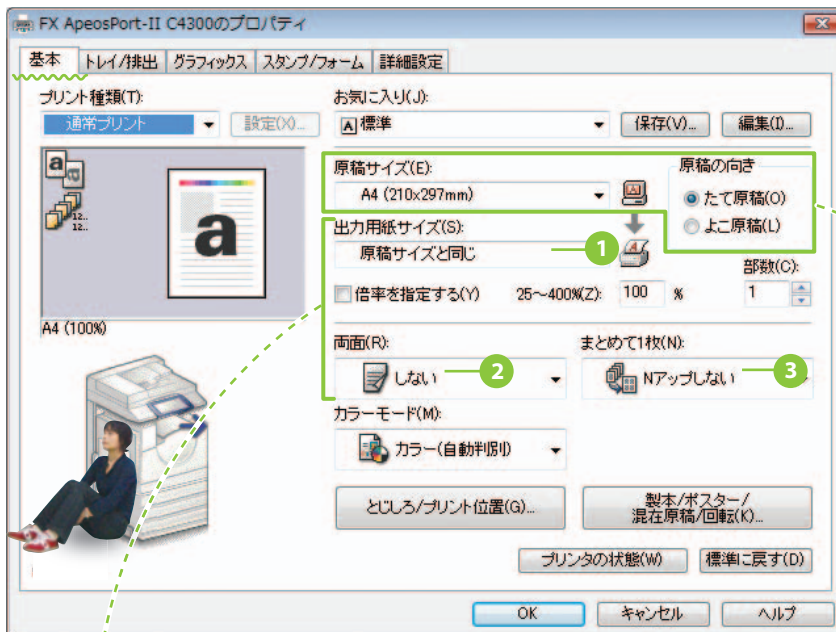 FX ApeosPort-II C4300のプロパティ
基本 トレイ/排出 グラフィックス スタンプ/フォーム 詳細設定
プリント種類(T):
通常プリント 設定(X)...
お気に入り(J):
A 標準 保存(V)... 編集(I)...
a a
12..
12..
a
A4 (100%)
原稿サイズ(E):
A4 (210x297mm)
原稿の向き
たて原稿(O)
よこ原稿(L)
出力用紙サイズ(S):
原稿サイズと同じ 1
部数(C):
倍率を指定する(Y) 25~400%(Z): 100 % 1
両面(R): まとめて1枚(N):
しない 2 Nアップしない 3
カラーモード(M):
カラー(自動判別)
とじしろ/プリント位置(G)...
製本/ポスター/
混在原稿/回転(K)...
プリンタの状態(W) 標準に戻す(D)
OK キャンセル ヘルプ